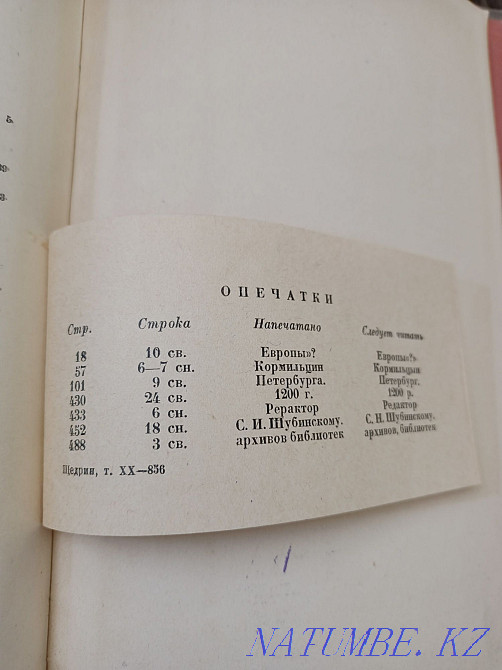 ОПЕЧАТКИ
Стр. Строка Напечатано Следует читать
18 10 св. Европы»? Европы?»
57 6—7 сн. Кормильцин Кормилицын
101 9 св. Петербурга. Петербург.
430 24 св. 1200 г. 1200 р.
433 6 сн. Рерактор Редактор
452 18 сн. С. И. Шубинскому. С. Н. Шубинскому.
488 3 св. архивов библиотек архивов, библиотек
Щедрин, т. XX—856
NATUMBE. KZ